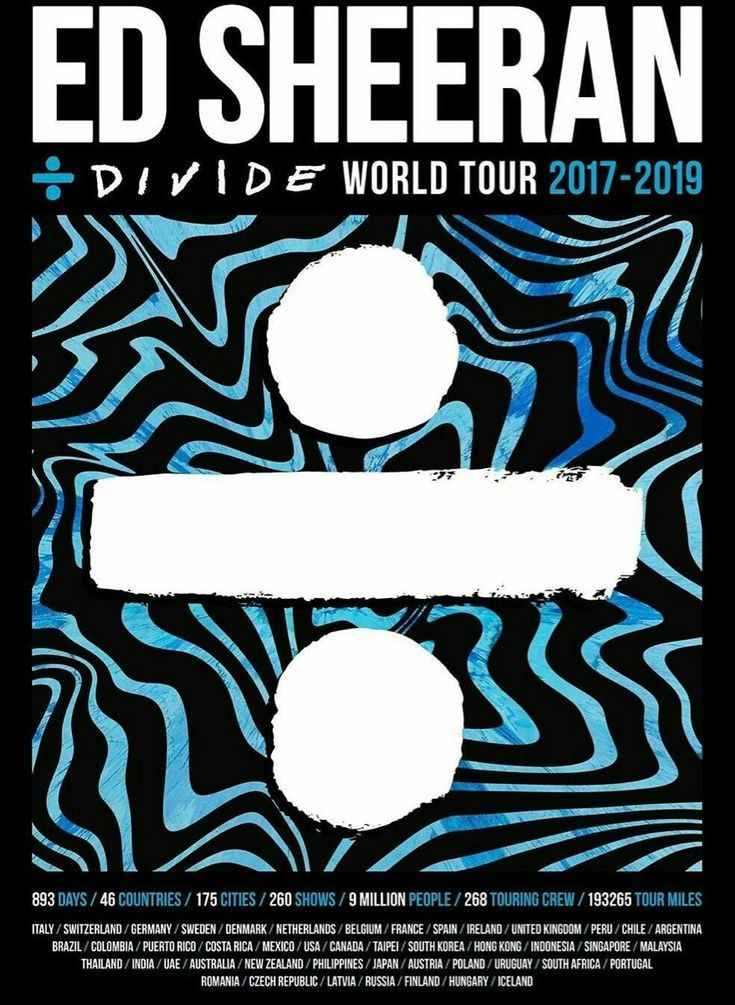 ED SHEERAN
÷ DIVIDE WORLD TOUR 2017-2019
893 DAYS / 46 COUNTRIES / 175 CITIES / 260 SHOWS / 9 MILLION PEOPLE / 268 TOURING CREW / 193265 TOUR MILES
ITALY / SWITZERLAND / GERMANY / SWEDEN / DENMARK / NETHERLANDS / BELGIUM / FRANCE / SPAIN / IRELAND / UNITED KINGDOM / PERU / CHILE / ARGENTINA
BRAZIL / COLOMBIA / PUERTO RICO / COSTA RICA / MEXICO / USA / CANADA / TAIPEI / SOUTH KOREA / HONG KONG / INDONESIA / SINGAPORE / MALAYSIA
THAILAND / INDIA / UAE / AUSTRALIA / NEW ZEALAND / PHILIPPINES / JAPAN / AUSTRIA / POLAND / URUGUAY / SOUTH AFRICA / PORTUGAL
ROMANIA / CZECH REPUBLIC / LATVIA / RUSSIA / FINLAND / HUNGARY / ICELAND